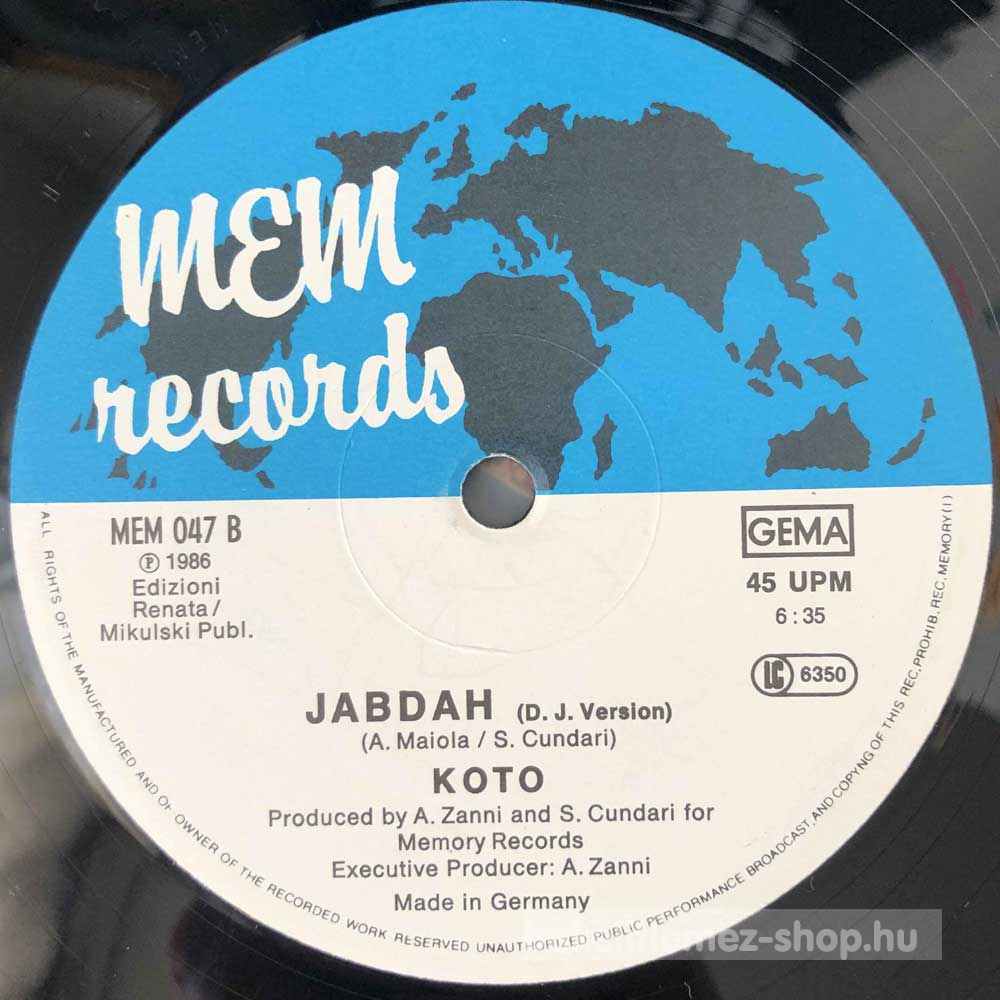 MEM
records
MEM 047 B
℗ 1986
Edizioni
Renata /
Mikulski Publ.
GEMA
45 UPM
6 : 35
LC 6350
JABDAH (D. J. Version)
(A. Maiola / S. Cundari)
KOTO
Produced by A. Zanni and S. Cundari for
Memory Records
Executive Producer: A. Zanni
Made in Germany
ALL RIGHTS OF THE MANUFACTURED AND OF OWNER OF THE RECORDED WORK RESERVED UNAUTHORIZED PUBLIC PERFORMANCE BROADCAST, AND COPYNG OF THIS REC. PROHIB. REC. MEMORY ( I )